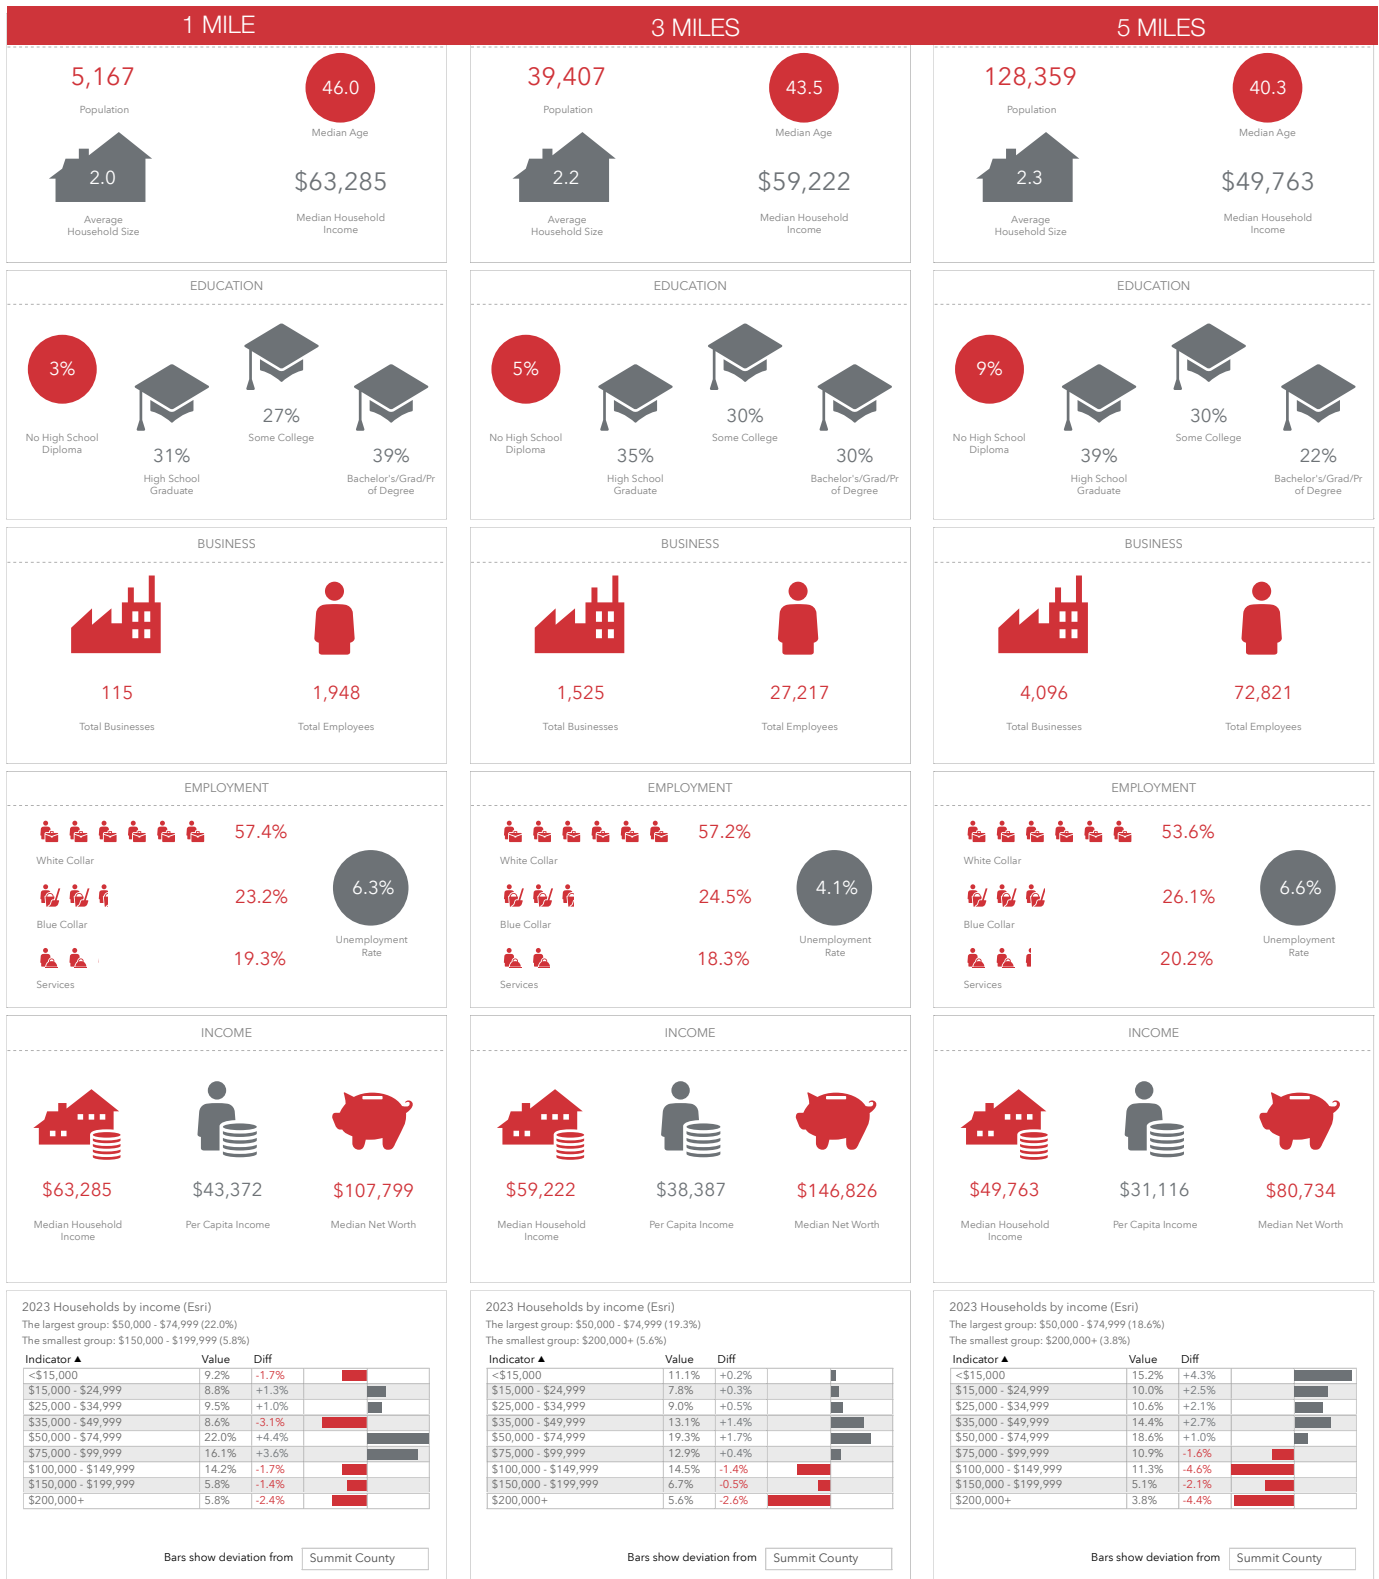 1 MILE
5,167
Population
46.0
Median Age
2.0
Average
Household Size
$63,285
Median Household
Income
EDUCATION
3%
No High School
Diploma
31%
High School
Graduate
27%
Some College
39%
Bachelor's/Grad/Pr
of Degree
BUSINESS
115
Total Businesses
1,948
Total Employees
EMPLOYMENT
57.4%
White Collar
23.2%
Blue Collar
19.3%
Services
6.3%
Unemployment
Rate
INCOME
$63,285
Median Household
Income
$43,372
Per Capita Income
$107,799
Median Net Worth
2023 Households by income (Esri)
The largest group: $50,000 - $74,999 (22.0%)
The smallest group: $150,000 - $199,999 (5.8%)
Indicator ▲ Value Diff
<$15,000 9.2% -1.7%
$15,000 - $24,999 8.8% +1.3%
$25,000 - $34,999 9.5% +1.0%
$35,000 - $49,999 8.6% -3.1%
$50,000 - $74,999 22.0% +4.4%
$75,000 - $99,999 16.1% +3.6%
$100,000 - $149,999 14.2% -1.7%
$150,000 - $199,999 5.8% -1.4%
$200,000+ 5.8% -2.4%
Bars show deviation from Summit County
3 MILES
39,407
Population
43.5
Median Age
2.2
Average
Household Size
$59,222
Median Household
Income
EDUCATION
5%
No High School
Diploma
35%
High School
Graduate
30%
Some College
30%
Bachelor's/Grad/Pr
of Degree
BUSINESS
1,525
Total Businesses
27,217
Total Employees
EMPLOYMENT
57.2%
White Collar
24.5%
Blue Collar
18.3%
Services
4.1%
Unemployment
Rate
INCOME
$59,222
Median Household
Income
$38,387
Per Capita Income
$146,826
Median Net Worth
2023 Households by income (Esri)
The largest group: $50,000 - $74,999 (19.3%)
The smallest group: $200,000+ (5.6%)
Indicator ▲ Value Diff
<$15,000 11.1% +0.2%
$15,000 - $24,999 7.8% +0.3%
$25,000 - $34,999 9.0% +0.5%
$35,000 - $49,999 13.1% +1.4%
$50,000 - $74,999 19.3% +1.7%
$75,000 - $99,999 12.9% +0.4%
$100,000 - $149,999 14.5% -1.4%
$150,000 - $199,999 6.7% -0.5%
$200,000+ 5.6% -2.6%
Bars show deviation from Summit County
5 MILES
128,359
Population
40.3
Median Age
2.3
Average
Household Size
$49,763
Median Household
Income
EDUCATION
9%
No High School
Diploma
39%
High School
Graduate
30%
Some College
22%
Bachelor's/Grad/Pr
of Degree
BUSINESS
4,096
Total Businesses
72,821
Total Employees
EMPLOYMENT
53.6%
White Collar
26.1%
Blue Collar
20.2%
Services
6.6%
Unemployment
Rate
INCOME
$49,763
Median Household
Income
$31,116
Per Capita Income
$80,734
Median Net Worth
2023 Households by income (Esri)
The largest group: $50,000 - $74,999 (18.6%)
The smallest group: $200,000+ (3.8%)
Indicator ▲ Value Diff
<$15,000 15.2% +4.3%
$15,000 - $24,999 10.0% +2.5%
$25,000 - $34,999 10.6% +2.1%
$35,000 - $49,999 14.4% +2.7%
$50,000 - $74,999 18.6% +1.0%
$75,000 - $99,999 10.9% -1.6%
$100,000 - $149,999 11.3% -4.6%
$150,000 - $199,999 5.1% -2.1%
$200,000+ 3.8% -4.4%
Bars show deviation from Summit County